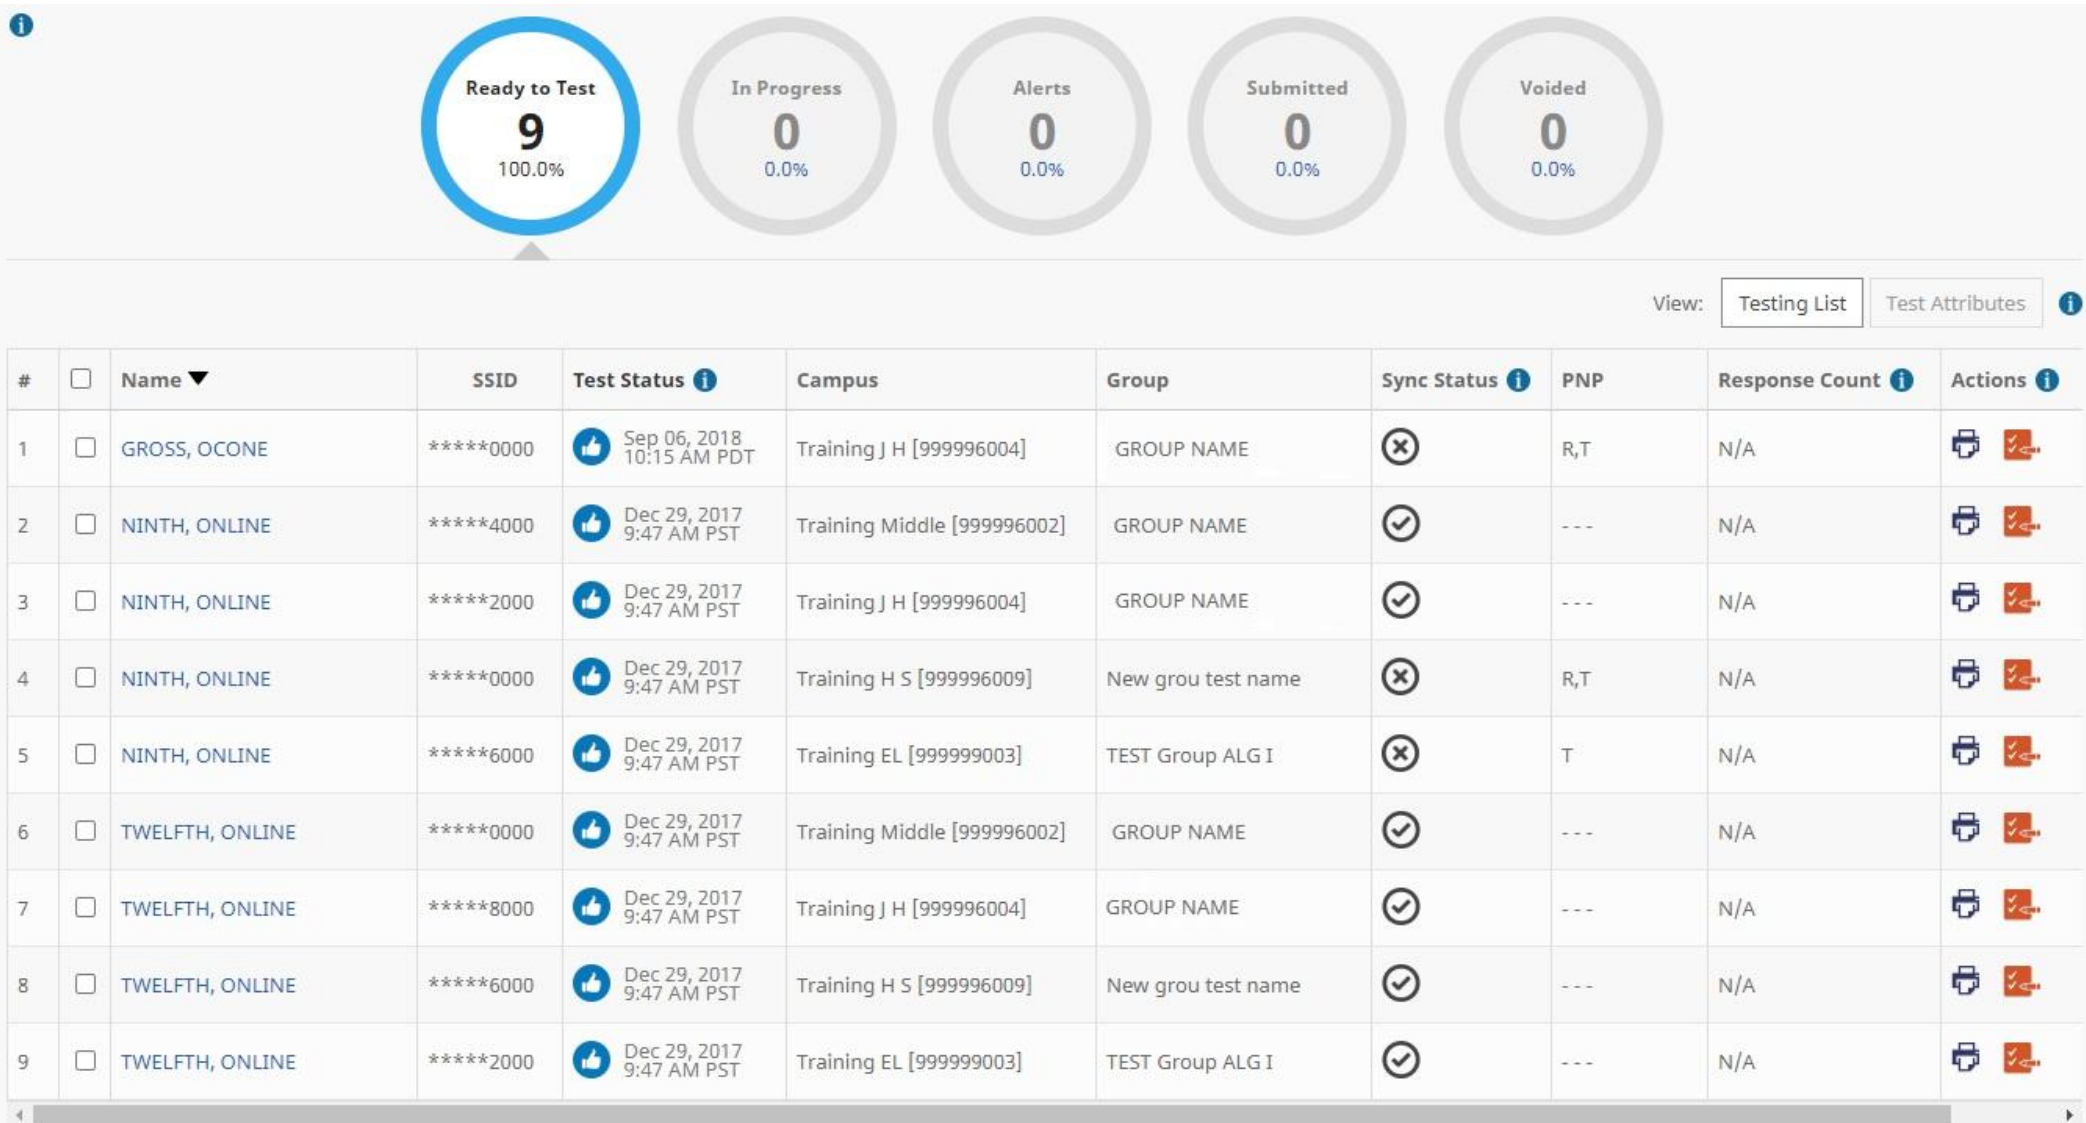 Ready to Test
9
100.0%
In Progress
0
0.0%
Alerts
0
0.0%
Submitted
0
0.0%
Voided
0
0.0%
View: Testing List Test Attributes
# Name SSID Test Status Campus Group Sync Status PNP Response Count Actions
1 GROSS, OCONE *****0000 Sep 06, 2018 10:15 AM PDT Training J H [999996004] GROUP NAME R,T N/A
2 NINTH, ONLINE *****4000 Dec 29, 2017 9:47 AM PST Training Middle [999996002] GROUP NAME - - - N/A
3 NINTH, ONLINE *****2000 Dec 29, 2017 9:47 AM PST Training J H [999996004] GROUP NAME - - - N/A
4 NINTH, ONLINE *****0000 Dec 29, 2017 9:47 AM PST Training H S [999996009] New grou test name R,T N/A
5 NINTH, ONLINE *****6000 Dec 29, 2017 9:47 AM PST Training EL [999999003] TEST Group ALG I T N/A
6 TWELFTH, ONLINE *****0000 Dec 29, 2017 9:47 AM PST Training Middle [999996002] GROUP NAME - - - N/A
7 TWELFTH, ONLINE *****8000 Dec 29, 2017 9:47 AM PST Training J H [999996004] GROUP NAME - - - N/A
8 TWELFTH, ONLINE *****6000 Dec 29, 2017 9:47 AM PST Training H S [999996009] New grou test name - - - N/A
9 TWELFTH, ONLINE *****2000 Dec 29, 2017 9:47 AM PST Training EL [999999003] TEST Group ALG I - - - N/A